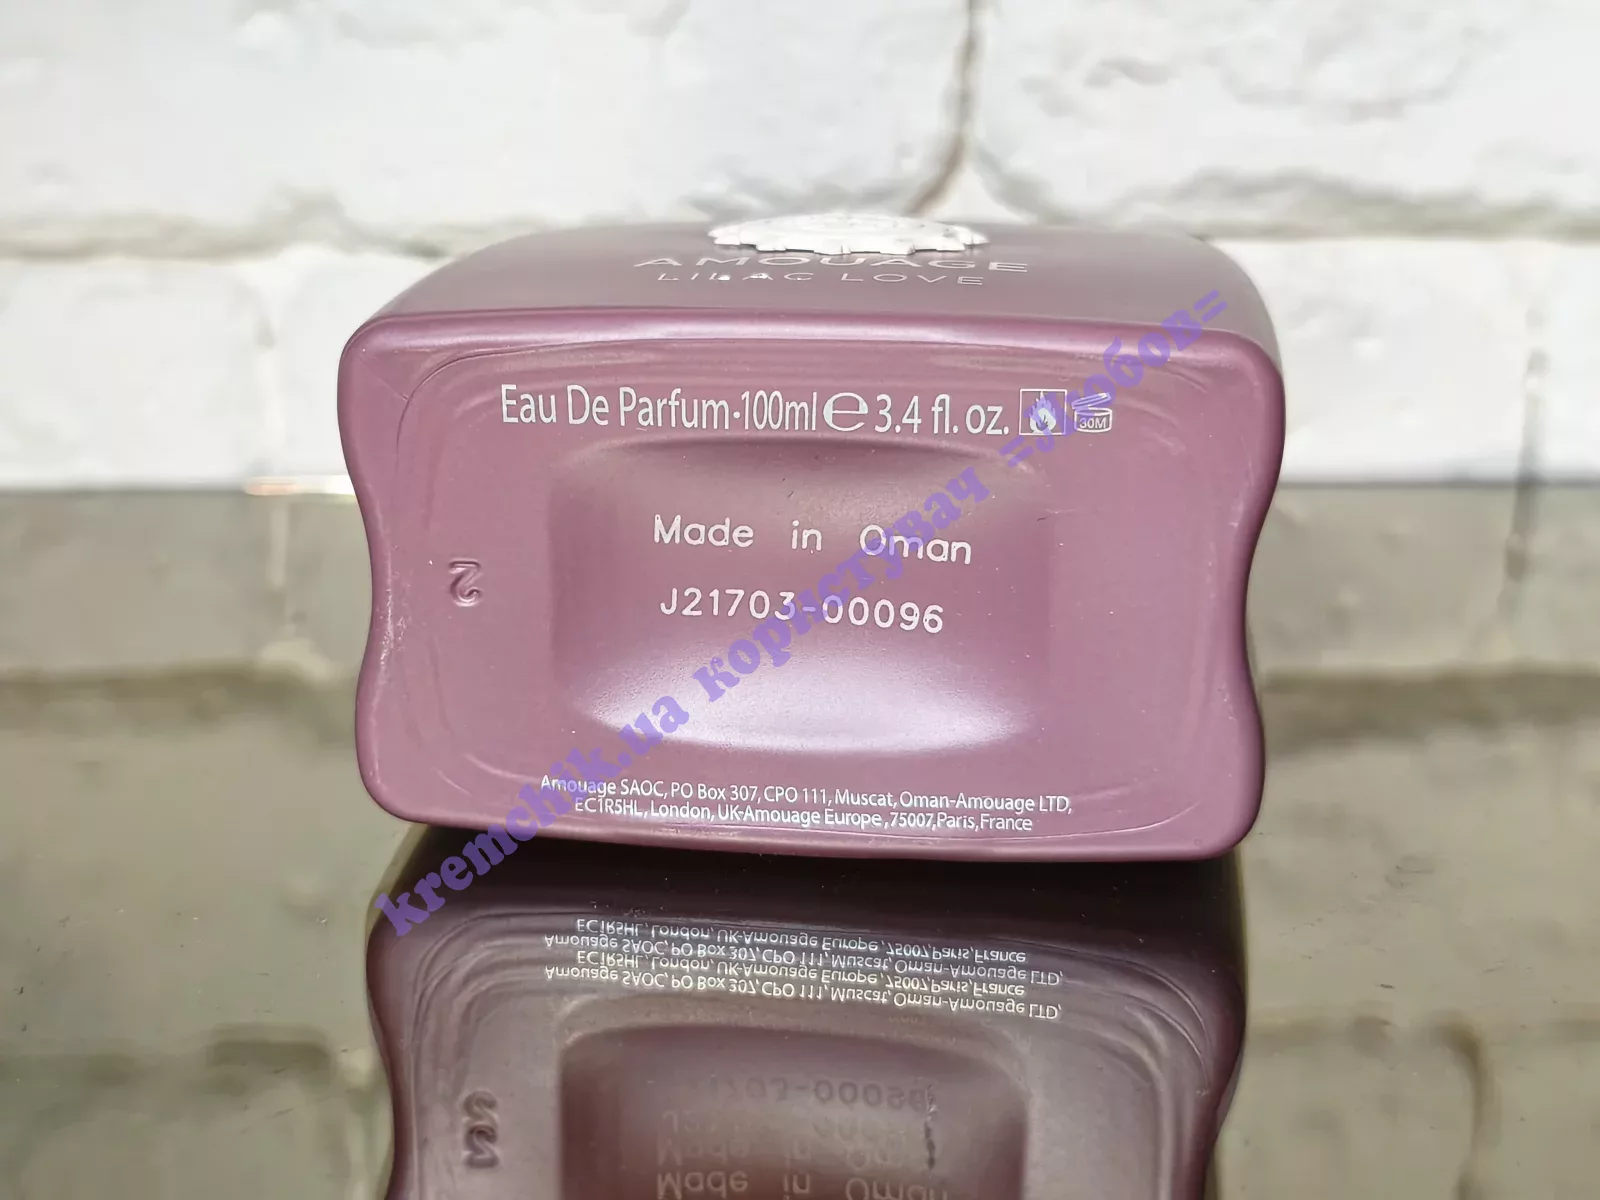 AMOUAGE
LILAC LOVE
Eau De Parfum·100ml ℮ 3.4 fl. oz.
30M
Made in Oman
J21703-00096
2
Amouage SAOC, PO Box 307, CPO 111, Muscat, Oman-Amouage LTD,
EC1R5HL, London, UK-Amouage Europe, 75007, Paris, France
kremchik.ua користувач =Любов=